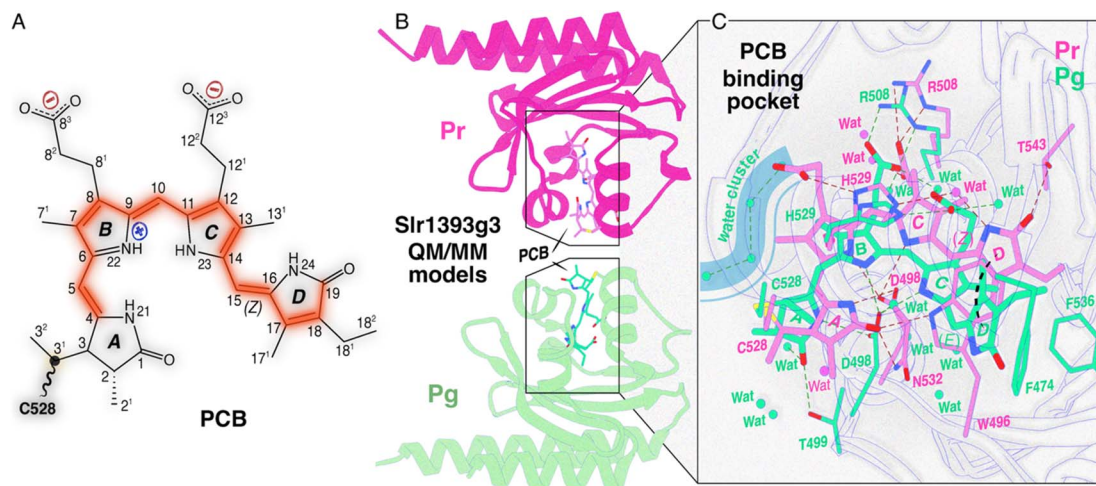 A
O
⊖
O
8³
8²
8¹
O
⊖
O
12³
12²
12¹
7¹
7
8
B
9
10
11
12
C
13
13¹
⊕
6
NH
22
NH
23
14
5
4
H
N
21
3²
3¹
3
A
2
1
O
2¹
C528
15
(Z)
16
H
N
24
D
19
O
17
18
17¹
18¹
18²
PCB
B
Pr
Slr1393g3
QM/MM
models
PCB
Pg
C
PCB
binding
pocket
Pr
Pg
R508
R508
Wat
Wat
T543
H529
Wat
Wat
Wat
water cluster
H529
B
C
(Z)
D
C528
D498
C
A
A
D
F536
C528
Wat
Wat
D498
(E)
Wat
Wat
N532
F474
Wat
Wat
Wat
W496
T499